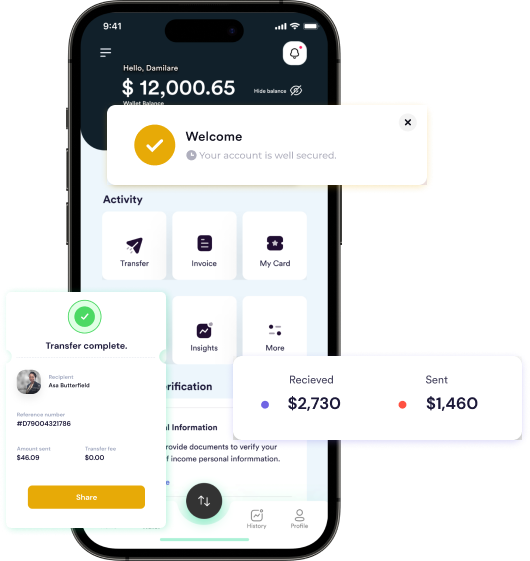 9:41
Hello, Damilare
$ 12,000.65
Hide balance
Wallet Balance
Welcome
Your account is well secured.
Activity
Transfer
Invoice
My Card
Insights
More
Transfer complete.
Recipient
Asa Butterfield
Reference number
#D79004321786
Amount sent
Transfer fee
$46.09
$0.00
Share
Recieved
Sent
$2,730
$1,460
erification
al Information
rovide documents to verify your
of income personal information.
History
Profile